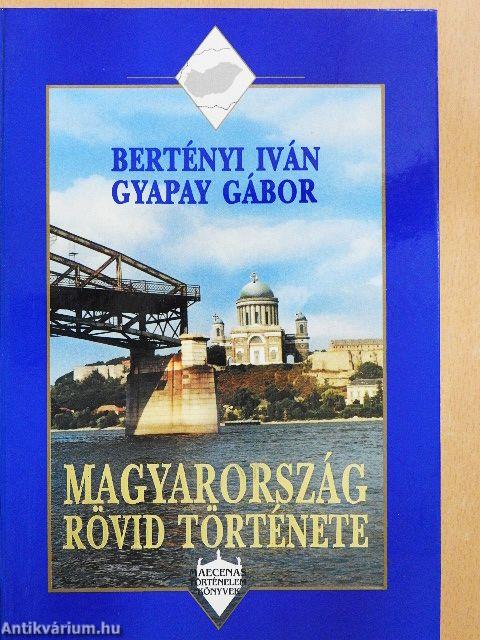 BERTÉNYI IVÁN
GYAPAY GÁBOR
MAGYARORSZÁG
RÖVID TÖRTÉNETE
MAECENAS
TÖRTÉNELEM
KÖNYVEK
Antikvárium.hu